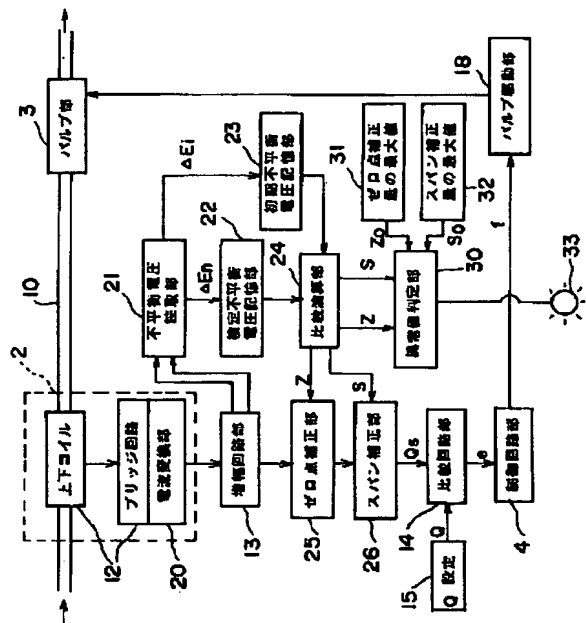 2
10
3
バルブ部
上下コイル
12
ブリッジ回路
電流変換部
20
21
不平衡電圧
ΔEi
ΔEn
22
検定不平衡
電圧記憶部
23
初期不平衡
電圧記憶部
13
増幅回路部
24
比較演算部
Z
S
Z
S
25
ゼロ点補正部
26
スパン補正部
31
ゼロ点補正
量の最大値
32
スパン補正
量の最大値
Zo
So
30
異常値判定部
33
Qs
14
比較回路部
Q
15
Q 設定
e
4
制御回路部
f
18
バルブ駆動部